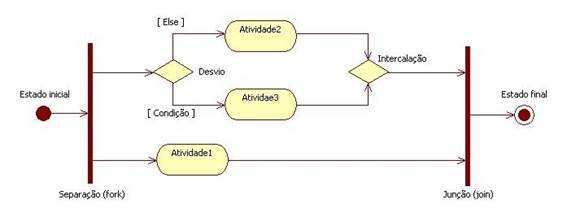 [ Else ]
Atividade2
Desvio
Intercalação
Estado inicial
Estado final
[ Condição ]
Atividae3
Atividade1
Separação (fork)
Junção (join)